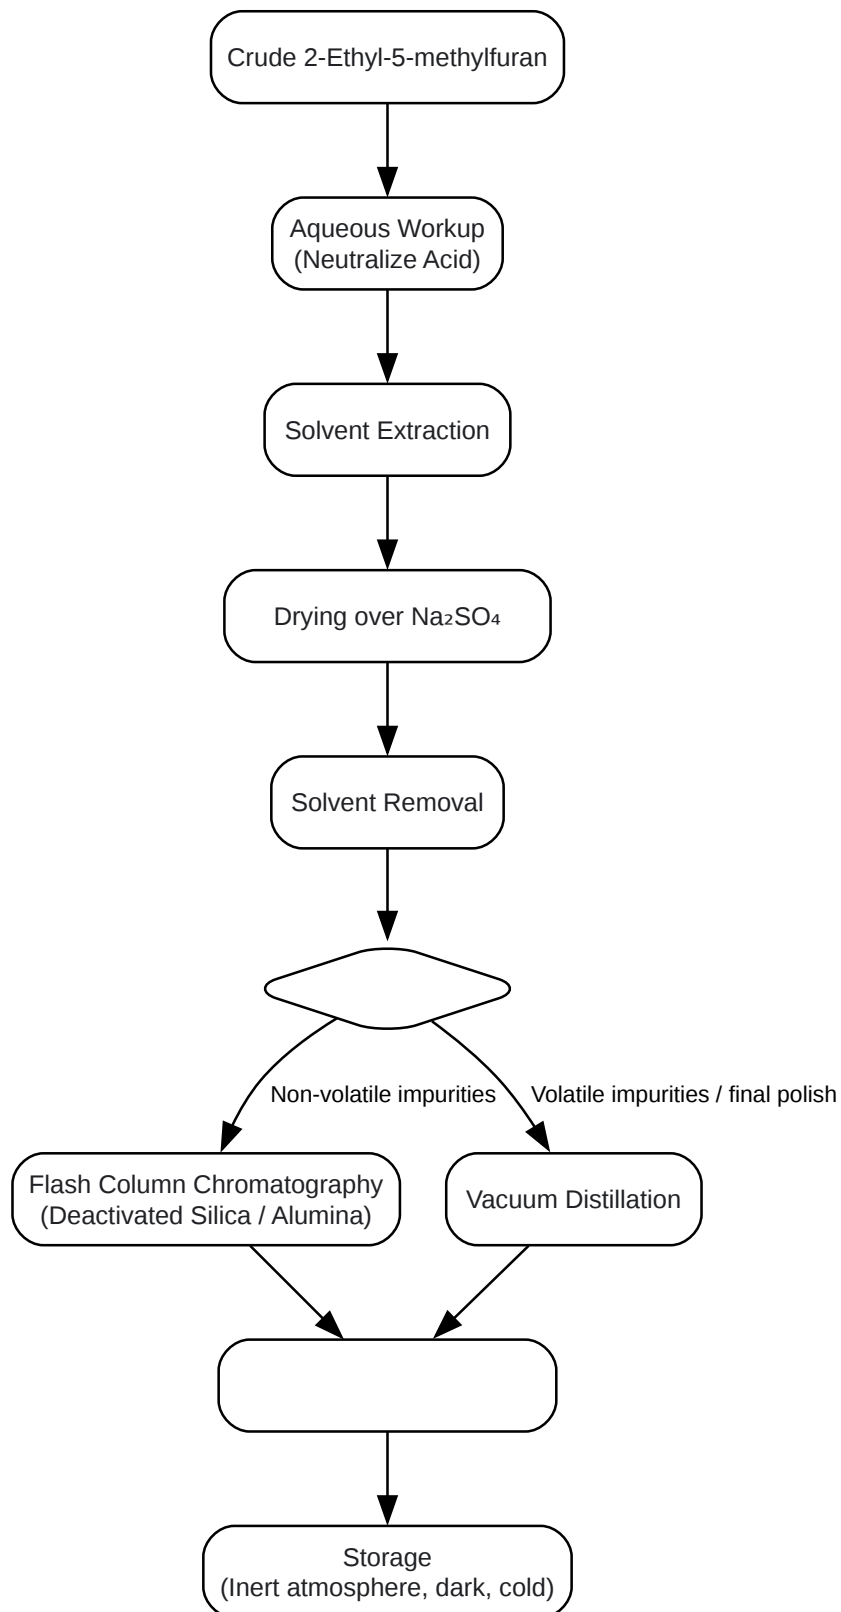 Crude 2-Ethyl-5-methylfuran
Aqueous Workup
(Neutralize Acid)
Solvent Extraction
Drying over Na₂SO₄
Solvent Removal
Non-volatile impurities
Volatile impurities / final polish
Flash Column Chromatography
(Deactivated Silica / Alumina)
Vacuum Distillation
Storage
(Inert atmosphere, dark, cold)